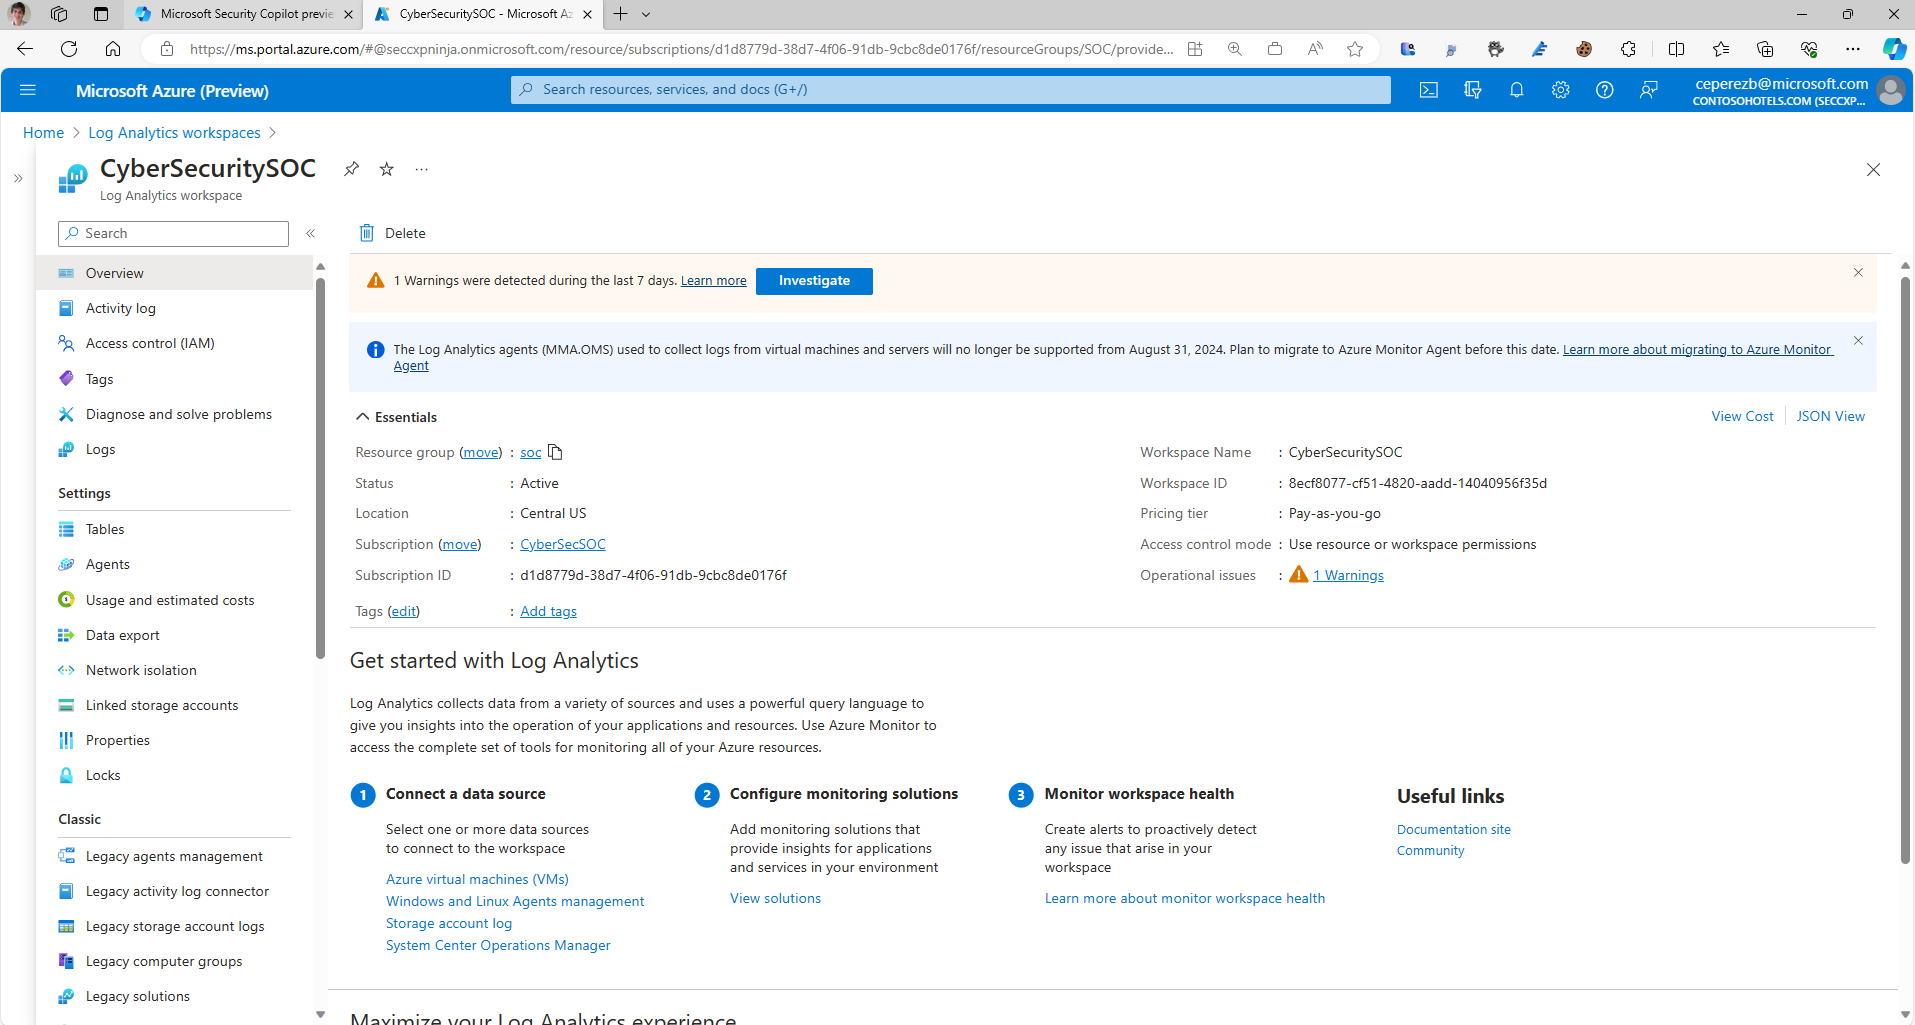 Microsoft Security Copilot previe
CyberSecuritySOC - Microsoft Az
https://ms.portal.azure.com/#@seccxpninja.onmicrosoft.com/resource/subscriptions/d1d8779d-38d7-4f06-91db-9cbc8de0176f/resourceGroups/SOC/provide...
Microsoft Azure (Preview)
Search resources, services, and docs (G+/)
ceperezb@microsoft.com
CONTOSOHOTELS.COM (SECCXP...
Home > Log Analytics workspaces >
CyberSecuritySOC
Log Analytics workspace
Search
Overview
Activity log
Access control (IAM)
Tags
Diagnose and solve problems
Logs
Settings
Tables
Agents
Usage and estimated costs
Data export
Network isolation
Linked storage accounts
Properties
Locks
Classic
Legacy agents management
Legacy activity log connector
Legacy storage account logs
Legacy computer groups
Legacy solutions
Delete
1 Warnings were detected during the last 7 days. Learn more Investigate
The Log Analytics agents (MMA.OMS) used to collect logs from virtual machines and servers will no longer be supported from August 31, 2024. Plan to migrate to Azure Monitor Agent before this date. Learn more about migrating to Azure Monitor
Agent
Essentials
View Cost JSON View
Resource group (move) : soc
Status : Active
Location : Central US
Subscription (move) : CyberSecSOC
Subscription ID : d1d8779d-38d7-4f06-91db-9cbc8de0176f
Tags (edit) : Add tags
Workspace Name : CyberSecuritySOC
Workspace ID : 8ecf8077-cf51-4820-aadd-14040956f35d
Pricing tier : Pay-as-you-go
Access control mode : Use resource or workspace permissions
Operational issues : 1 Warnings
Get started with Log Analytics
Log Analytics collects data from a variety of sources and uses a powerful query language to
give you insights into the operation of your applications and resources. Use Azure Monitor to
access the complete set of tools for monitoring all of your Azure resources.
1 Connect a data source
Select one or more data sources
to connect to the workspace
Azure virtual machines (VMs)
Windows and Linux Agents management
Storage account log
System Center Operations Manager
2 Configure monitoring solutions
Add monitoring solutions that
provide insights for applications
and services in your environment
View solutions
3 Monitor workspace health
Create alerts to proactively detect
any issue that arise in your
workspace
Learn more about monitor workspace health
Useful links
Documentation site
Community
Maximize your Log Analytics experience